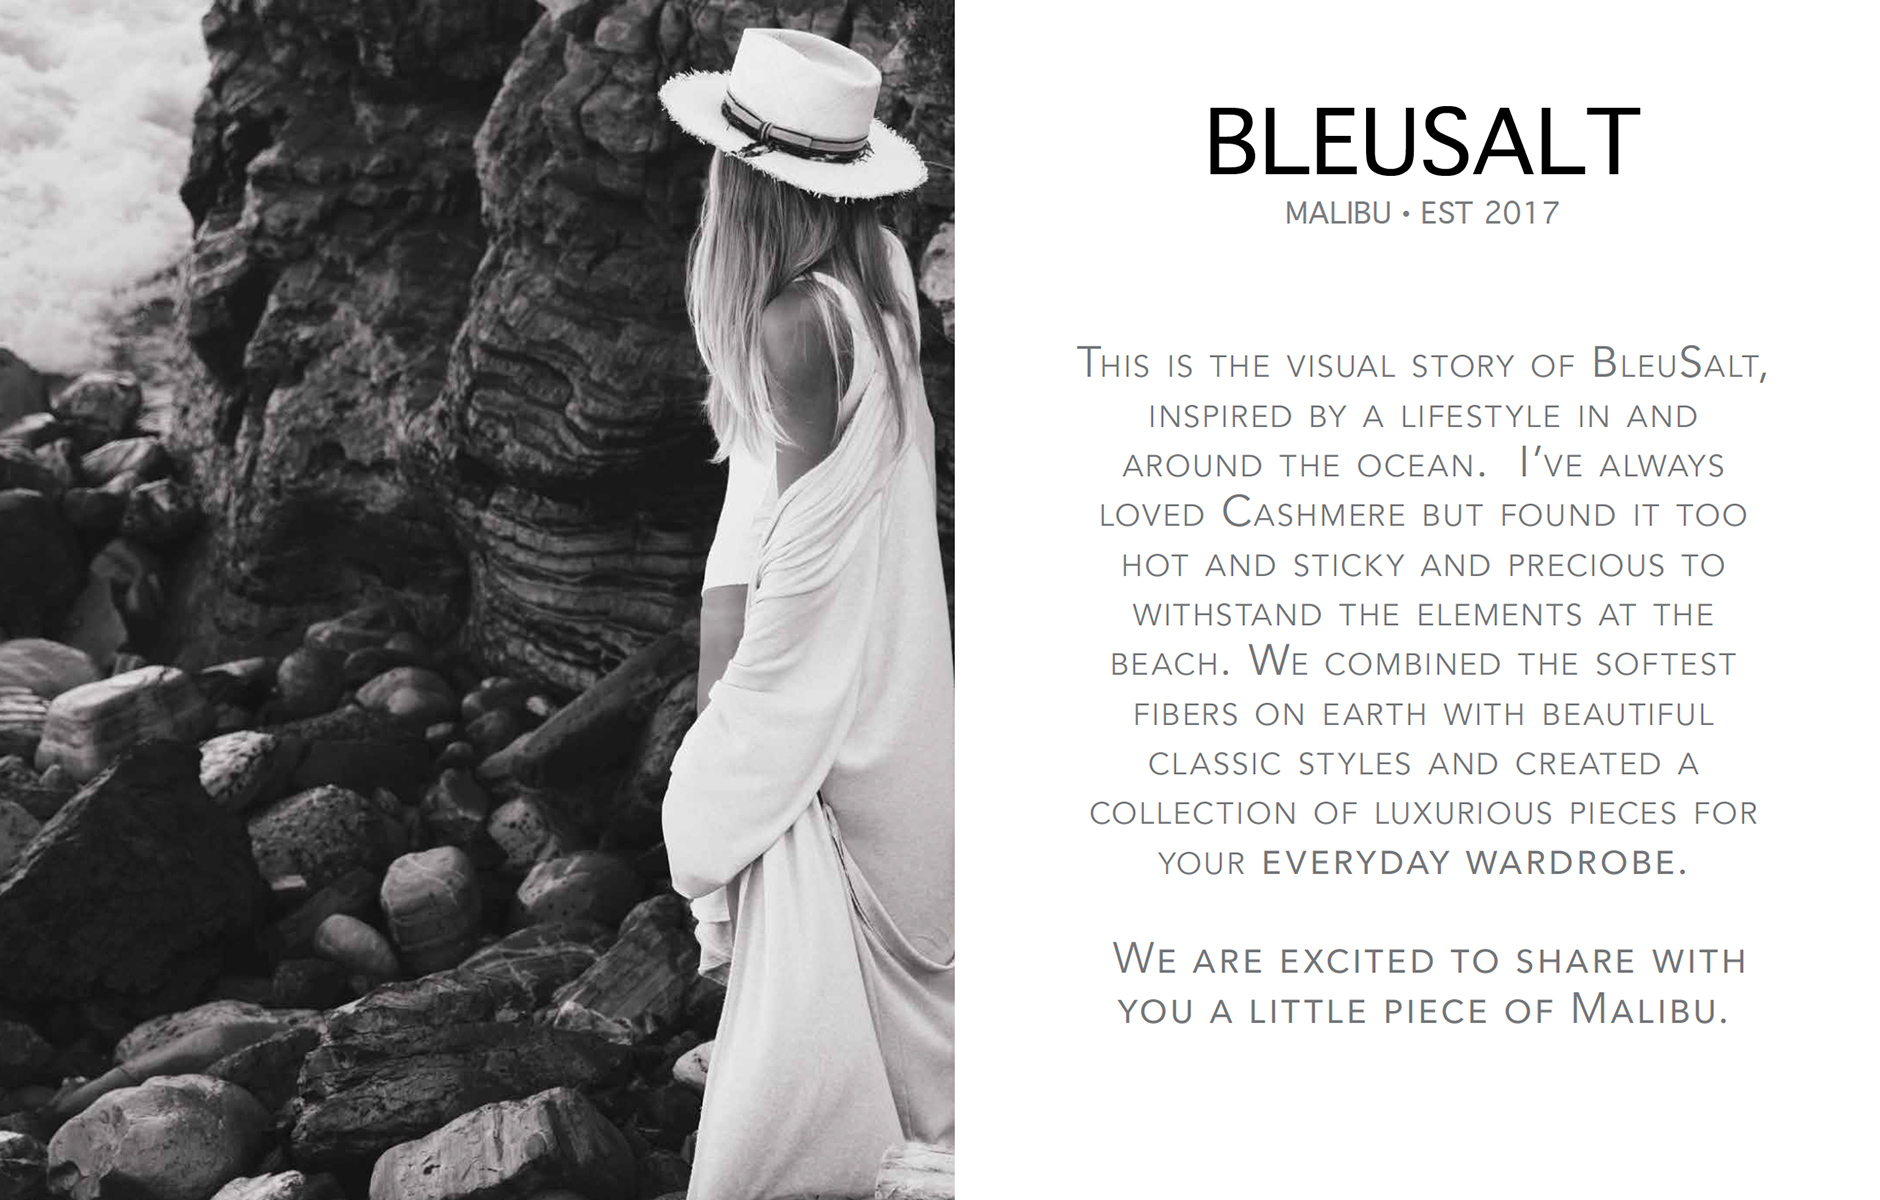 BLEUSALT
MALIBU • EST 2017
This is the visual story of BleuSalt,
inspired by a lifestyle in and
around the ocean.  I’ve always
loved Cashmere but found it too
hot and sticky and precious to
withstand the elements at the
beach. We combined the softest
fibers on earth with beautiful
classic styles and created a
collection of luxurious pieces for
your everyday wardrobe.
We are excited to share with
you a little piece of Malibu.